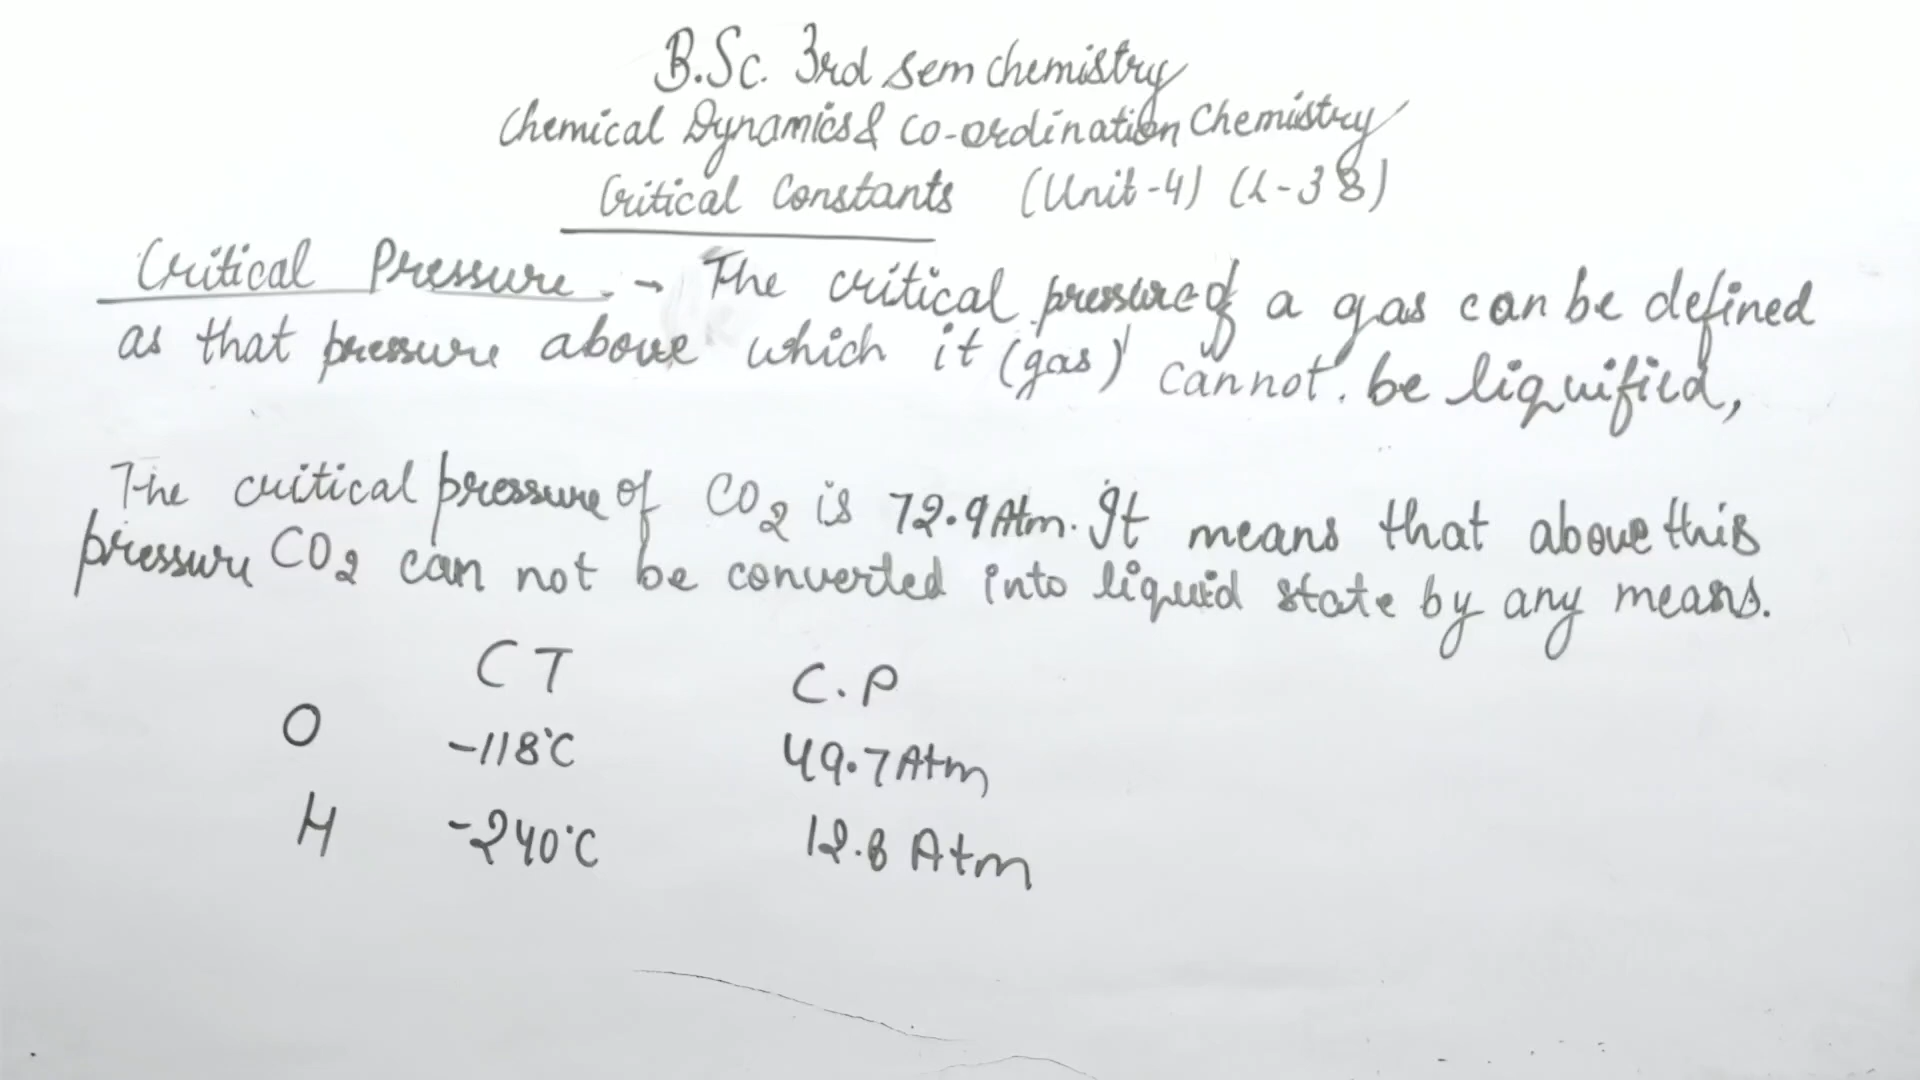 B.Sc. 3rd sem chemistry
Chemical Dynamics & co-ordination Chemistry
Critical Constants (Unit-4) (L-38)
Critical Pressure. → The critical pressure of a gas can be defined
as that pressure above which it (gas) cannot. be liquified,
The critical pressure of CO2 is 72.9 Atm. It means that above this
pressure CO2 can not be converted into liquid state by any means.
CT C.P
O -118°C 49.7 Atm
H -240°C 12.8 Atm